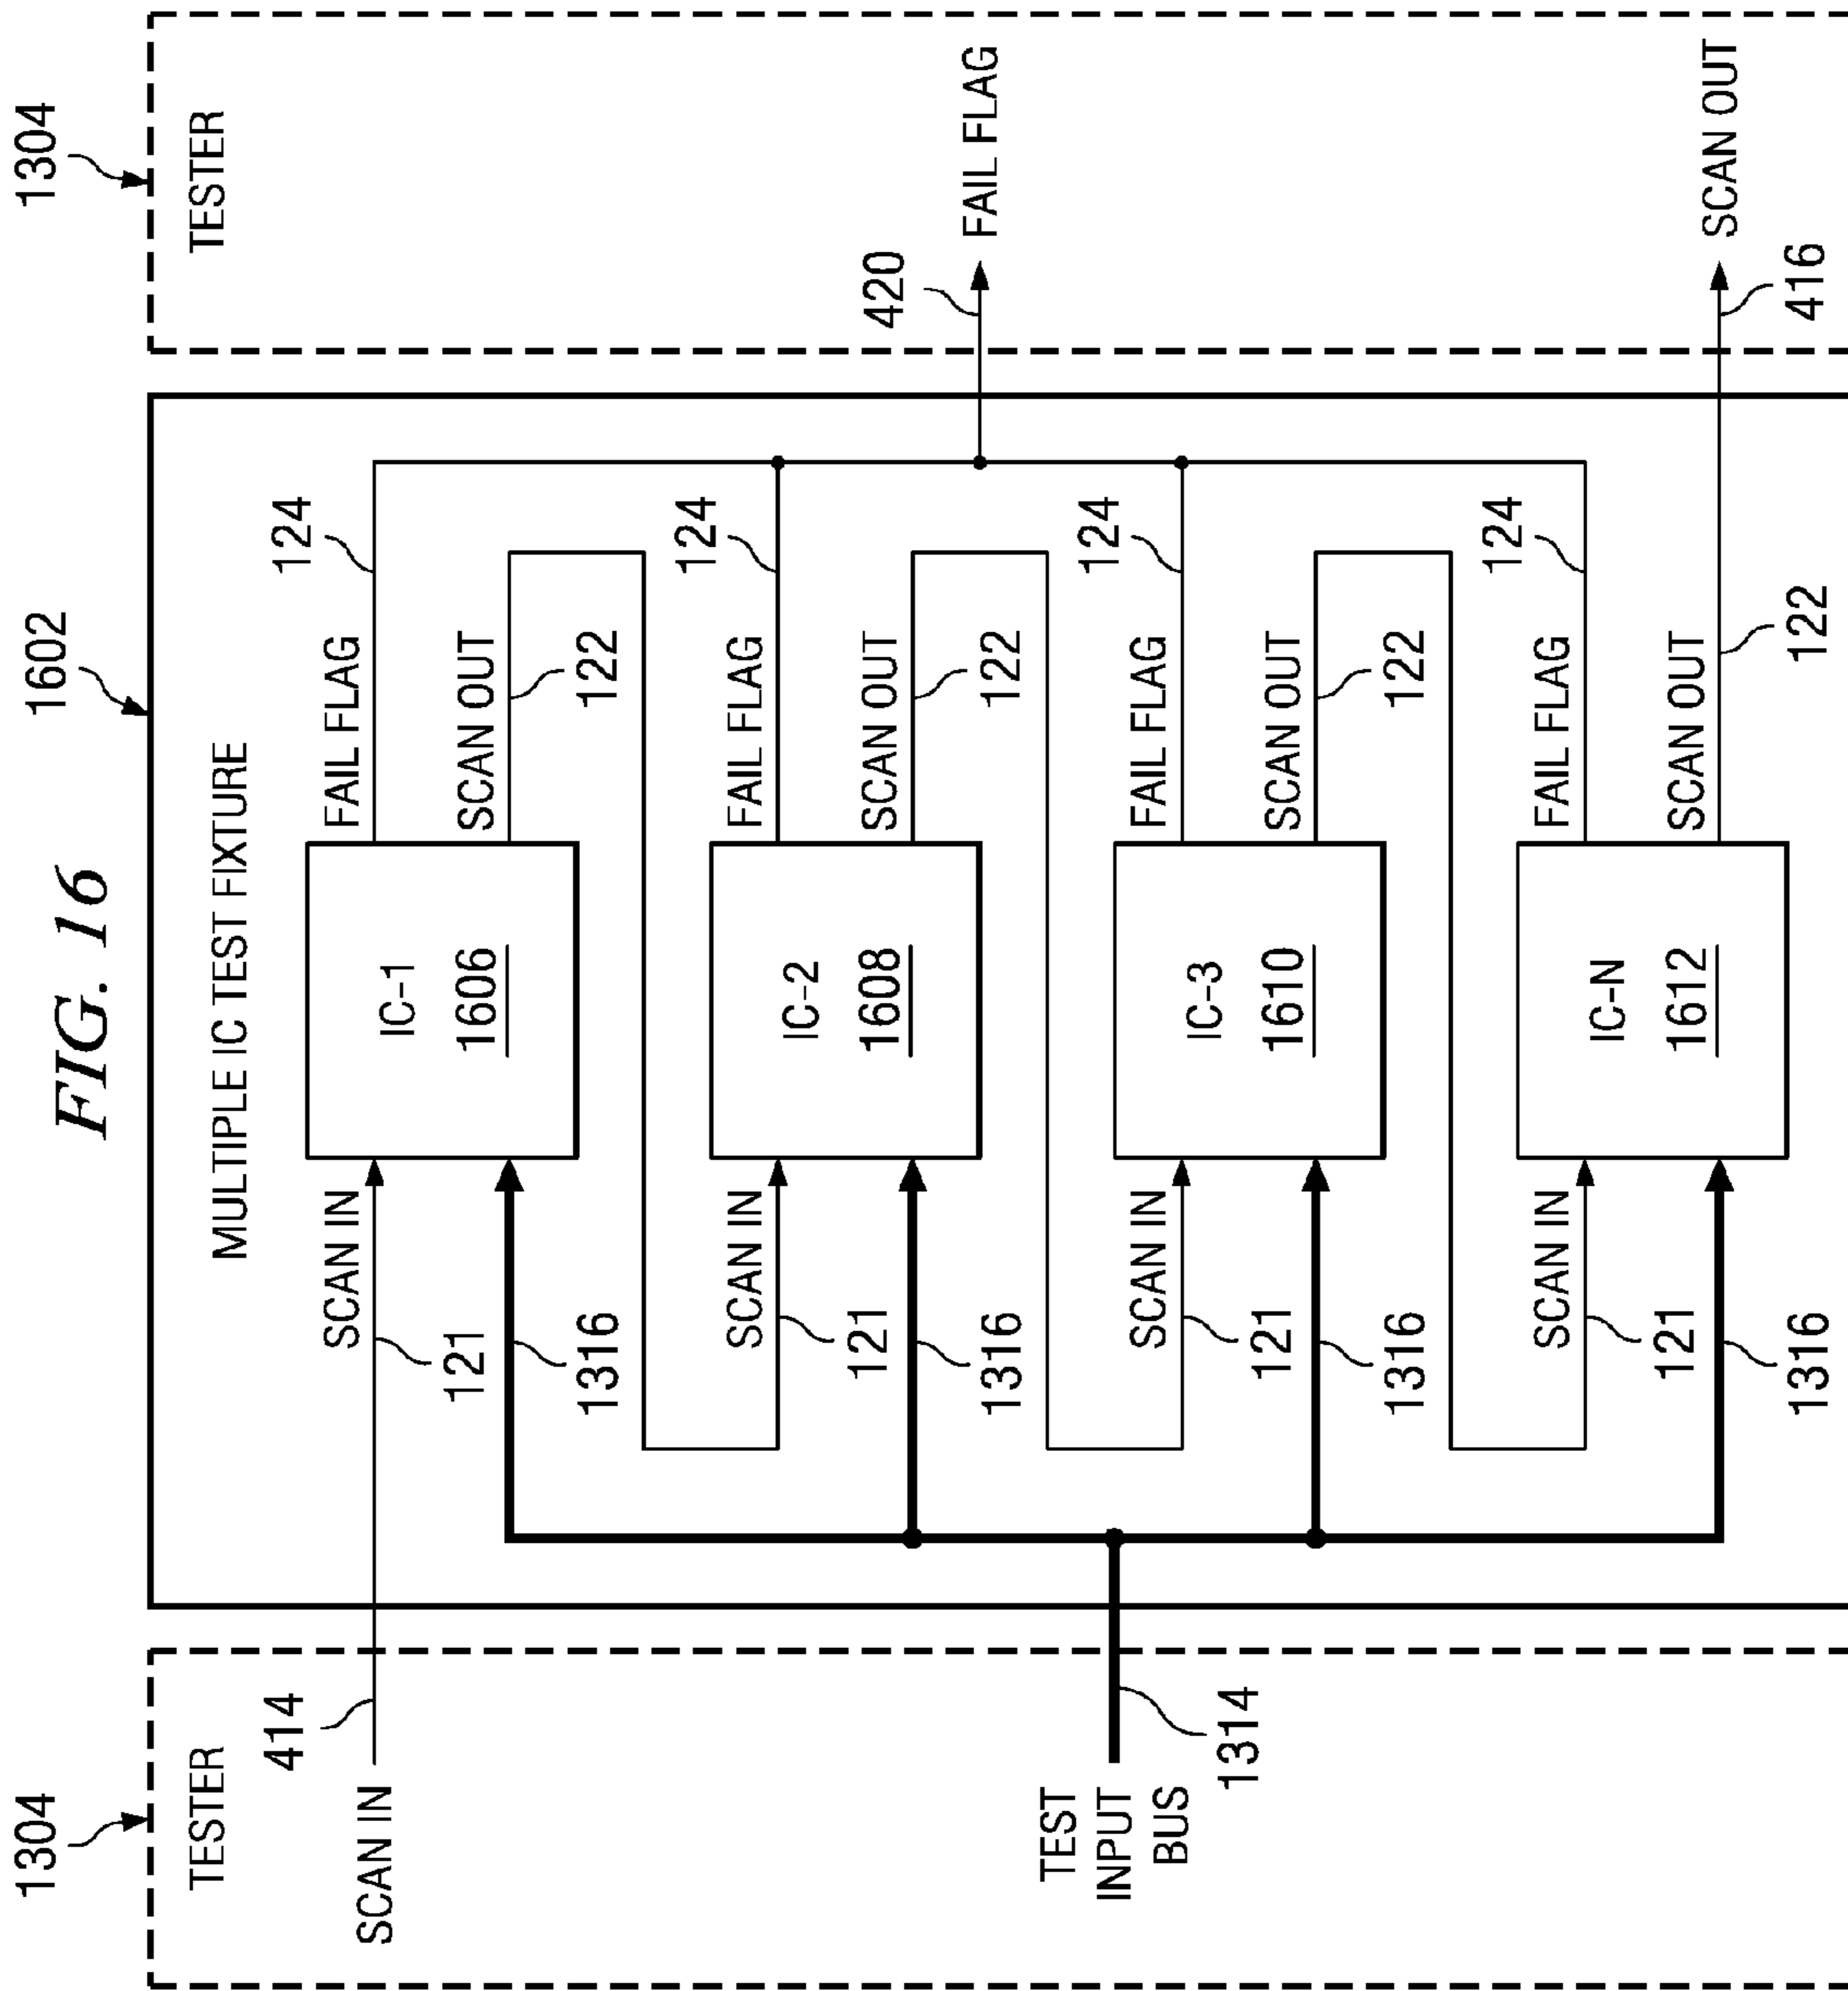 FIG. 16
1304
TESTER
SCAN IN
414
TEST
INPUT
BUS
1314
1602
MULTIPLE IC TEST FIXTURE
SCAN IN
121
1316
IC-1
1606
FAIL FLAG
124
SCAN OUT
122
SCAN IN
121
1316
IC-2
1608
FAIL FLAG
124
SCAN OUT
122
SCAN IN
121
1316
IC-3
1610
FAIL FLAG
124
SCAN OUT
122
SCAN IN
121
1316
IC-N
1612
FAIL FLAG
124
SCAN OUT
122
1304
TESTER
420
FAIL FLAG
SCAN OUT
416